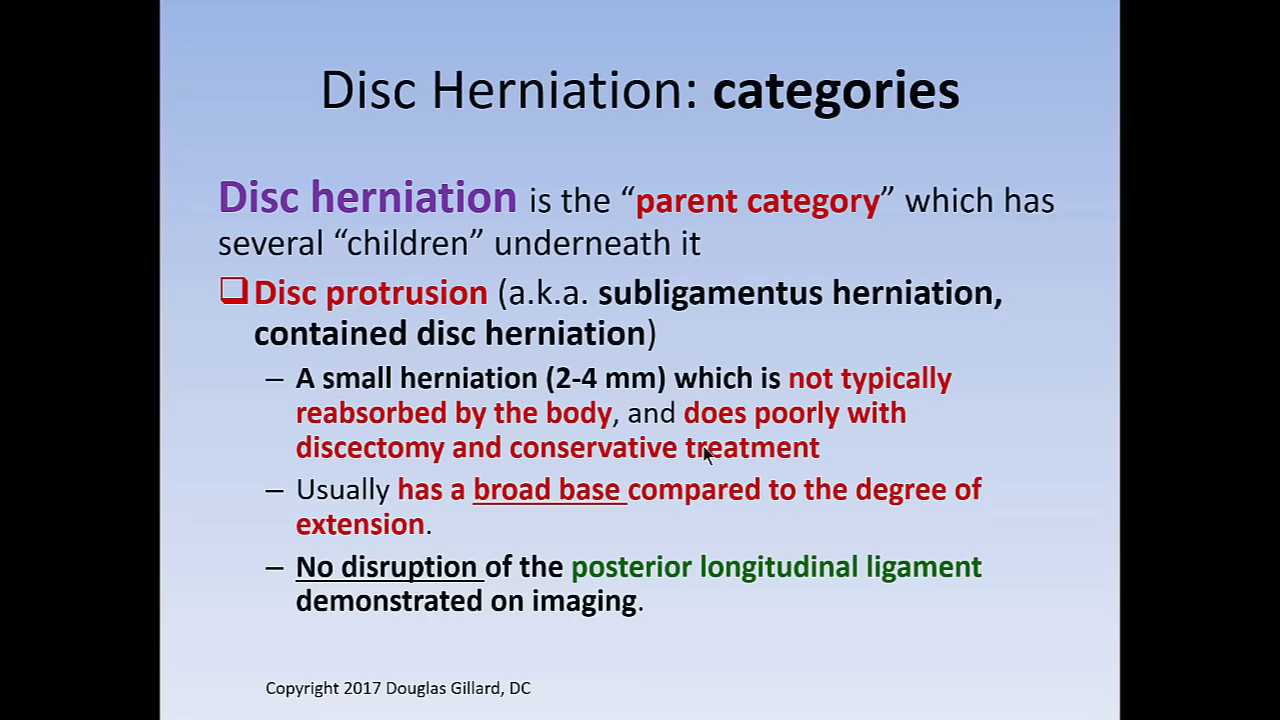 Disc Herniation: categories
Disc herniation is the “parent category” which has
several “children” underneath it
Disc protrusion (a.k.a. subligamentus herniation,
contained disc herniation)
– A small herniation (2-4 mm) which is not typically
reabsorbed by the body, and does poorly with
discectomy and conservative treatment
– Usually has a broad base compared to the degree of
extension.
– No disruption of the posterior longitudinal ligament
demonstrated on imaging.
Copyright 2017 Douglas Gillard, DC